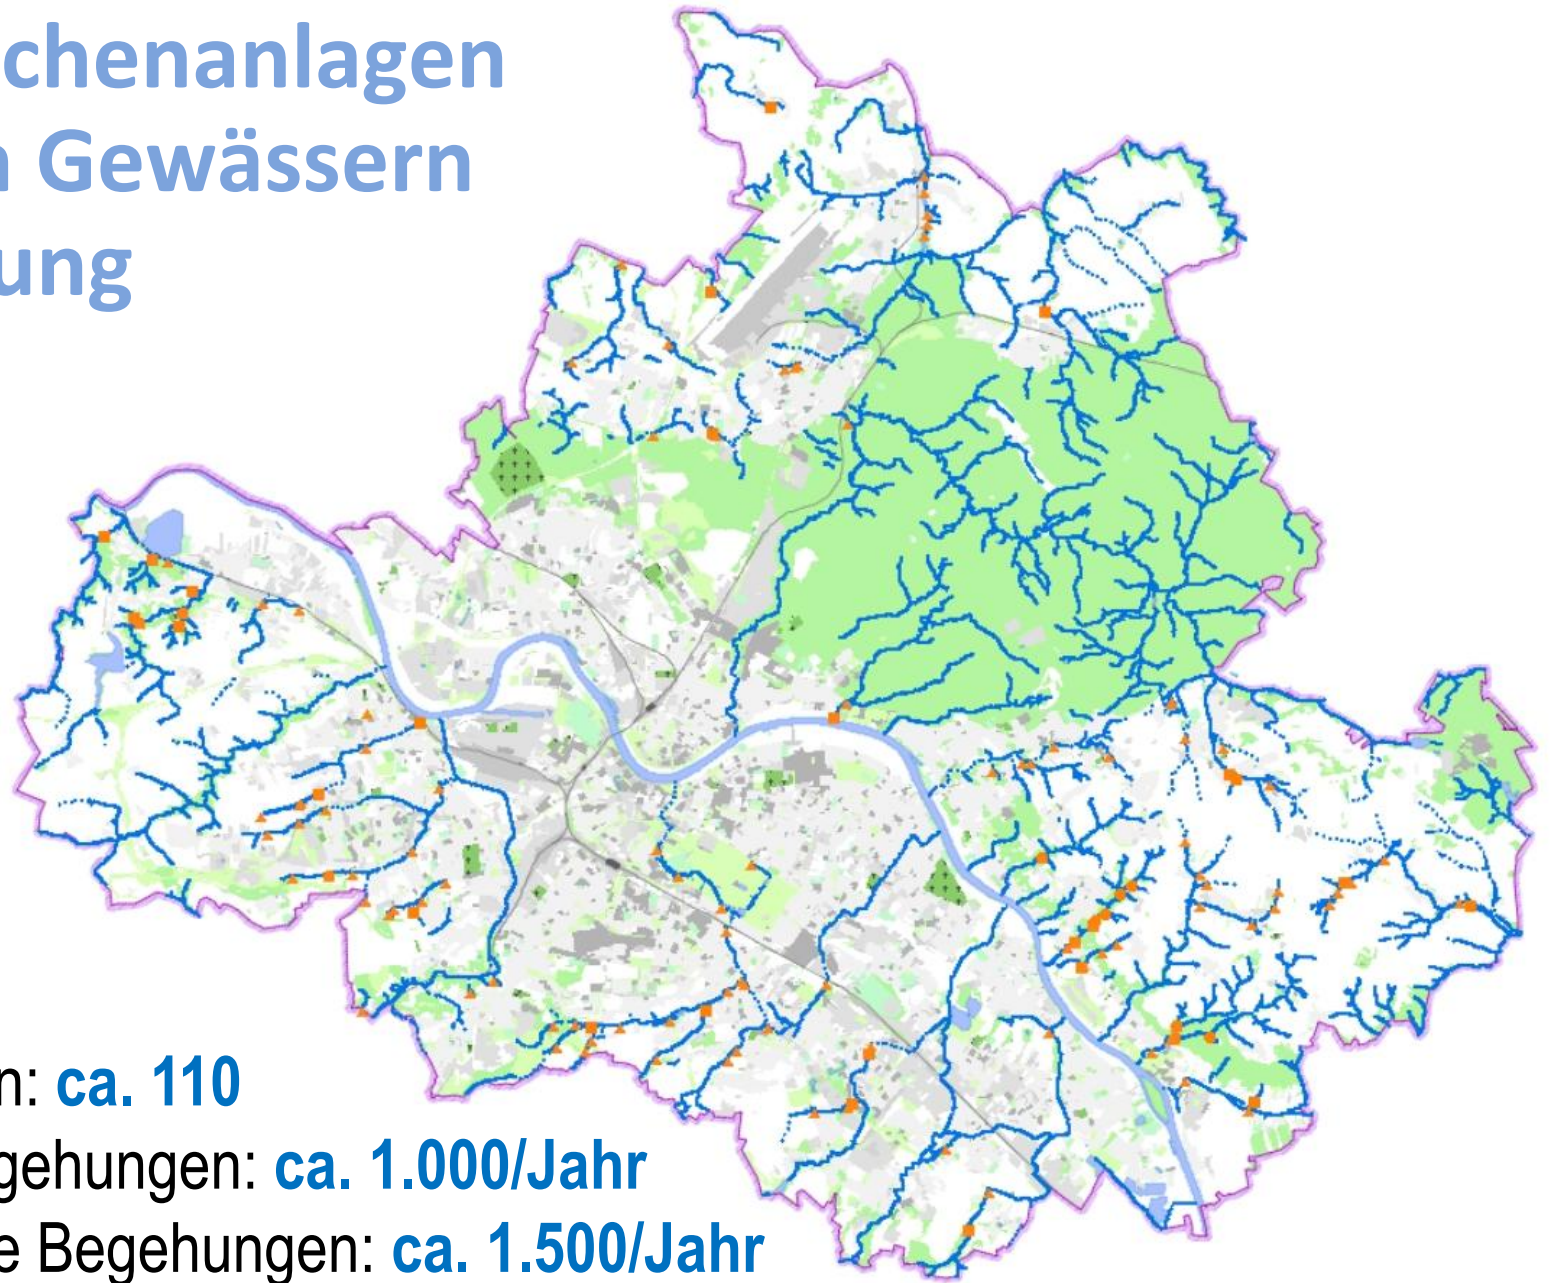 chenanlagen
n Gewässern
ung
n: ca. 110
gehungen: ca. 1.000/Jahr
e Begehungen: ca. 1.500/Jahr